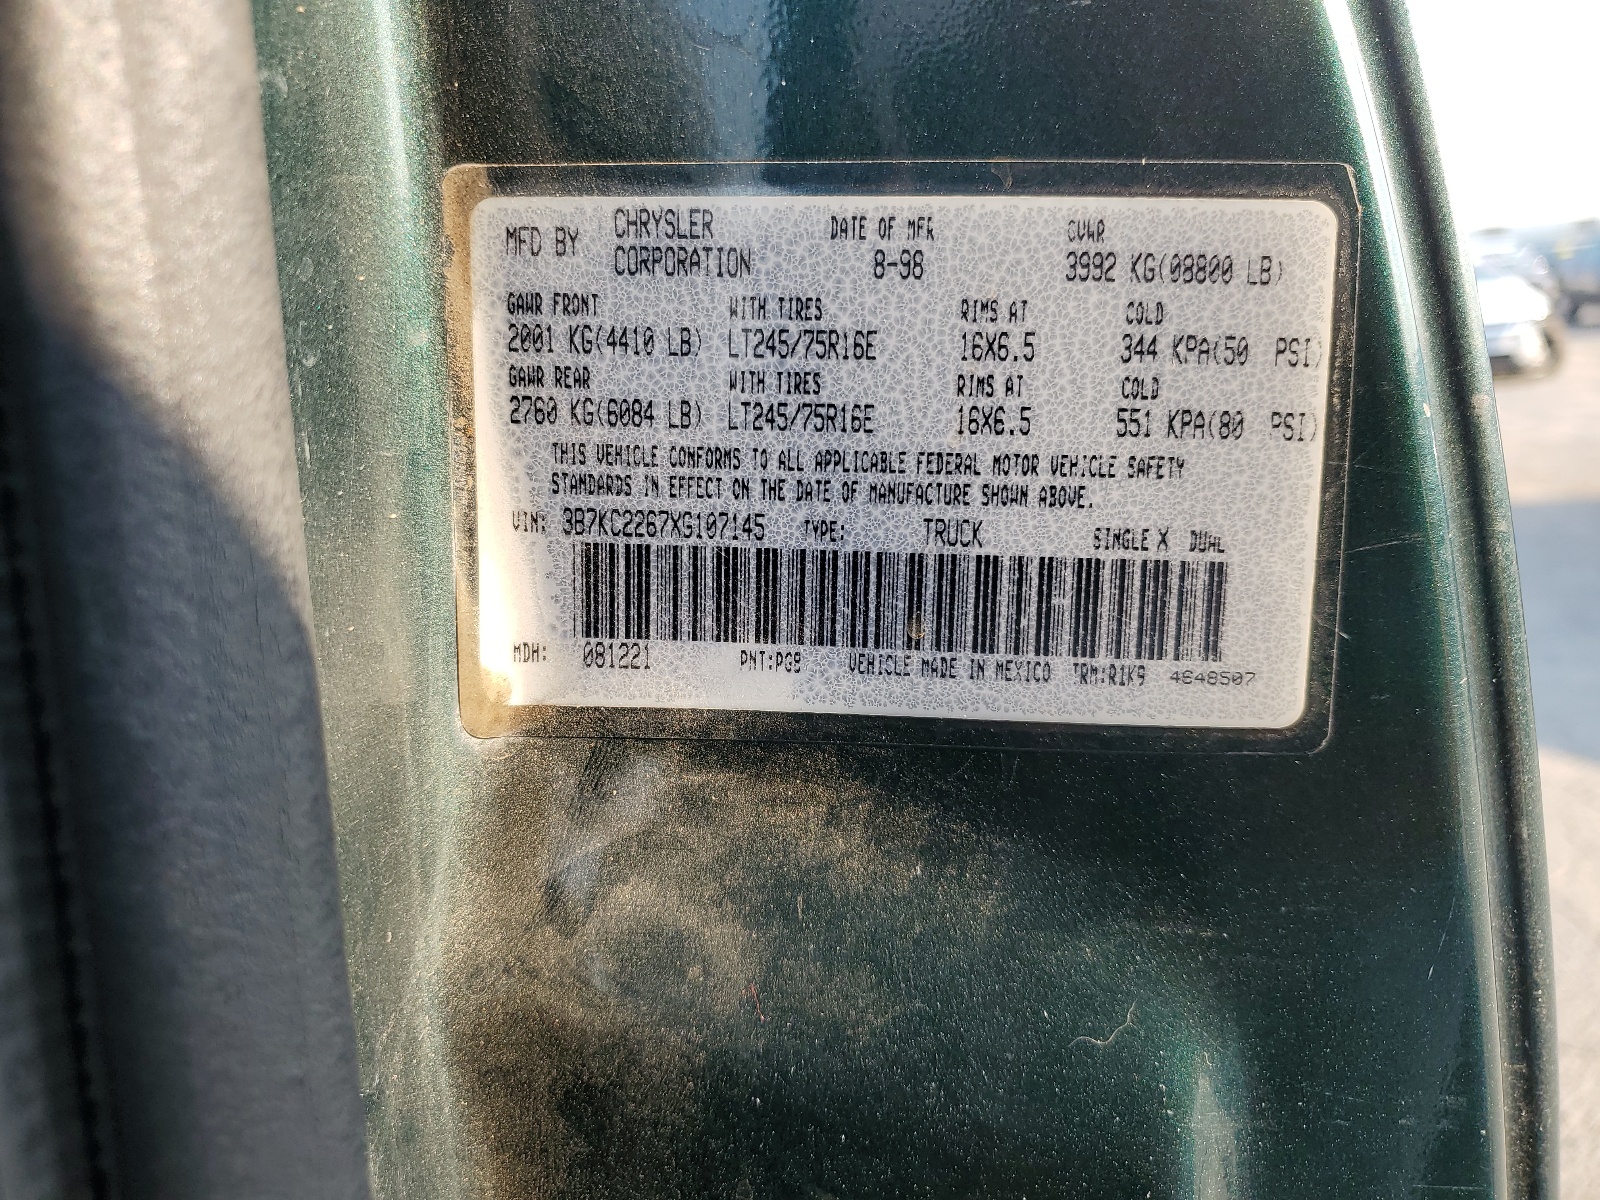 MFD BY CHRYSLER CORPORATION DATE OF MFR 8-98 GVWR 3992 KG(08800 LB)
GAWR FRONT WITH TIRES RIMS AT COLD
2001 KG(4410 LB) LT245/75R16E 16X6.5 344 KPA(50 PSI)
GAWR REAR WITH TIRES RIMS AT COLD
2760 KG(6084 LB) LT245/75R16E 16X6.5 551 KPA(80 PSI)
THIS VEHICLE CONFORMS TO ALL APPLICABLE FEDERAL MOTOR VEHICLE SAFETY
STANDARDS IN EFFECT ON THE DATE OF MANUFACTURE SHOWN ABOVE.
VIN: 3B7KC2267XG107145 TYPE: TRUCK SINGLE X DUAL
MDH: 081221 PNT:PG9 VEHICLE MADE IN MEXICO TRM:R1K9 4648507